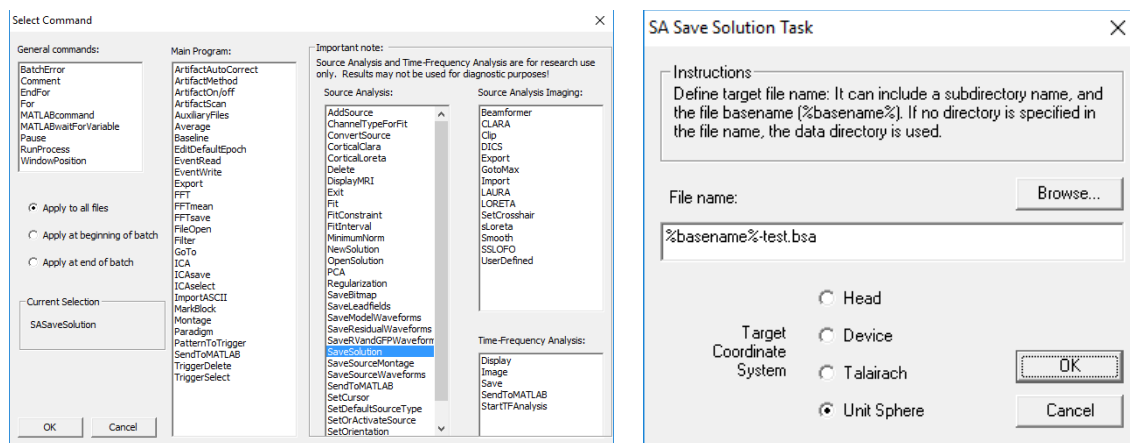 Select Command
General commands:
BatchError
Comment
EndFor
For
MATLABcommand
MATLABwaitForVariable
Pause
RunProcess
WindowPosition
Apply to all files
Apply at beginning of batch
Apply at end of batch
Current Selection
SASaveSolution
OK
Cancel
Main Program:
ArtifactAutoCorrect
ArtifactMethod
ArtifactOn/off
ArtifactScan
AuxiliaryFiles
Average
Baseline
EditDefaultEpoch
EventRead
EventWrite
Export
FFT
FFTmean
FFTsave
FileOpen
Filter
GoTo
ICA
ICAsave
ICAselect
ImportASCII
MarkBlock
Montage
Paradigm
PatternToTrigger
SendToMATLAB
TriggerDelete
TriggerSelect
Important note:
Source Analysis and Time-Frequency Analysis are for research use
only. Results may not be used for diagnostic purposes!
Source Analysis:
AddSource
ChannelTypeForFit
ConvertSource
CorticalClara
CorticalLoreta
Delete
DisplayMRI
Exit
Fit
FitConstraint
FitInterval
MinimumNorm
NewSolution
OpenSolution
PCA
Regularization
SaveBitmap
SaveLeadfields
SaveModelWaveforms
SaveResidualWaveforms
SaveRVandGFPWaveform
SaveSolution
SaveSourceMontage
SaveSourceWaveforms
SendToMATLAB
SetCursor
SetDefaultSourceType
SetOrActivateSource
SetOrientation
Source Analysis Imaging:
Beamformer
CLARA
Clip
DICS
Export
GotoMax
Import
LAURA
LORETA
SetCrosshair
sLoreta
Smooth
SSLOFO
UserDefined
Time-Frequency Analysis:
Display
Image
Save
SendToMATLAB
StartTFAnalysis
SA Save Solution Task
Instructions
Define target file name: It can include a subdirectory name, and
the file basename (%basename%). If no directory is specified in
the file name, the data directory is used.
File name:
Browse...
%basename%-test.bsa
Target
Coordinate
System
Head
Device
Talairach
Unit Sphere
OK
Cancel